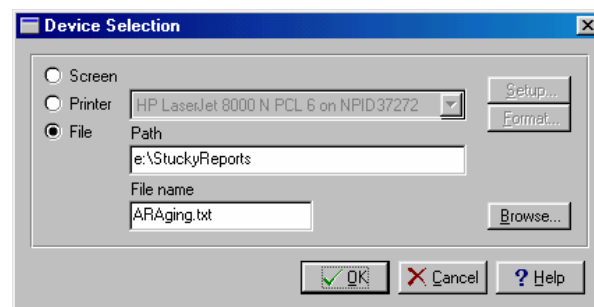 Device Selection
Screen
Printer HP LaserJet 8000 N PCL 6 on NPID37272 Setup...
Format...
File Path
e:\StuckyReports
File name
ARAging.txt Browse...
OK Cancel ? Help